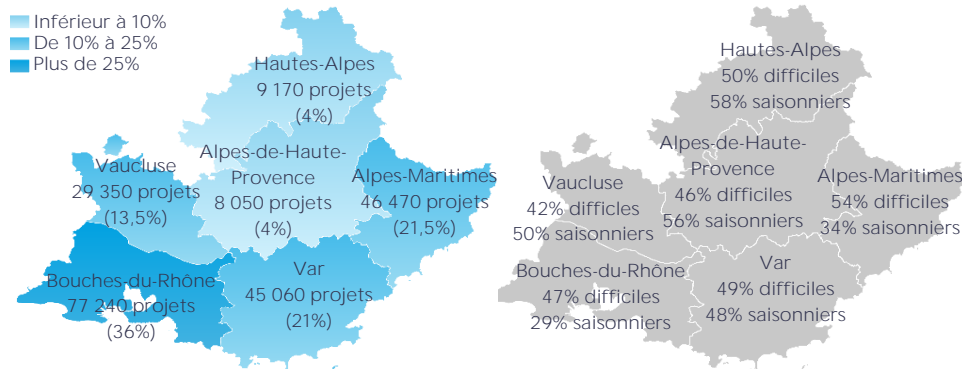 Inférieur à 10%
De 10% à 25%
Plus de 25%
Hautes-Alpes
9 170 projets
(4%)
Vaucluse
29 350 projets
(13,5%)
Alpes-de-Haute-
Provence
8 050 projets
(4%)
Alpes-Maritimes
46 470 projets
(21,5%)
Bouches-du-Rhône
77 240 projets
(36%)
Var
45 060 projets
(21%)
Hautes-Alpes
50% difficiles
58% saisonniers
Alpes-de-Haute-
Provence
46% difficiles
56% saisonniers
Vaucluse
42% difficles
50% saisonniers
Alpes-Maritimes
54% difficiles
34% saisonniers
Bouches-du-Rhône
47% difficiles
29% saisonniers
Var
49% difficiles
48% saisonniers